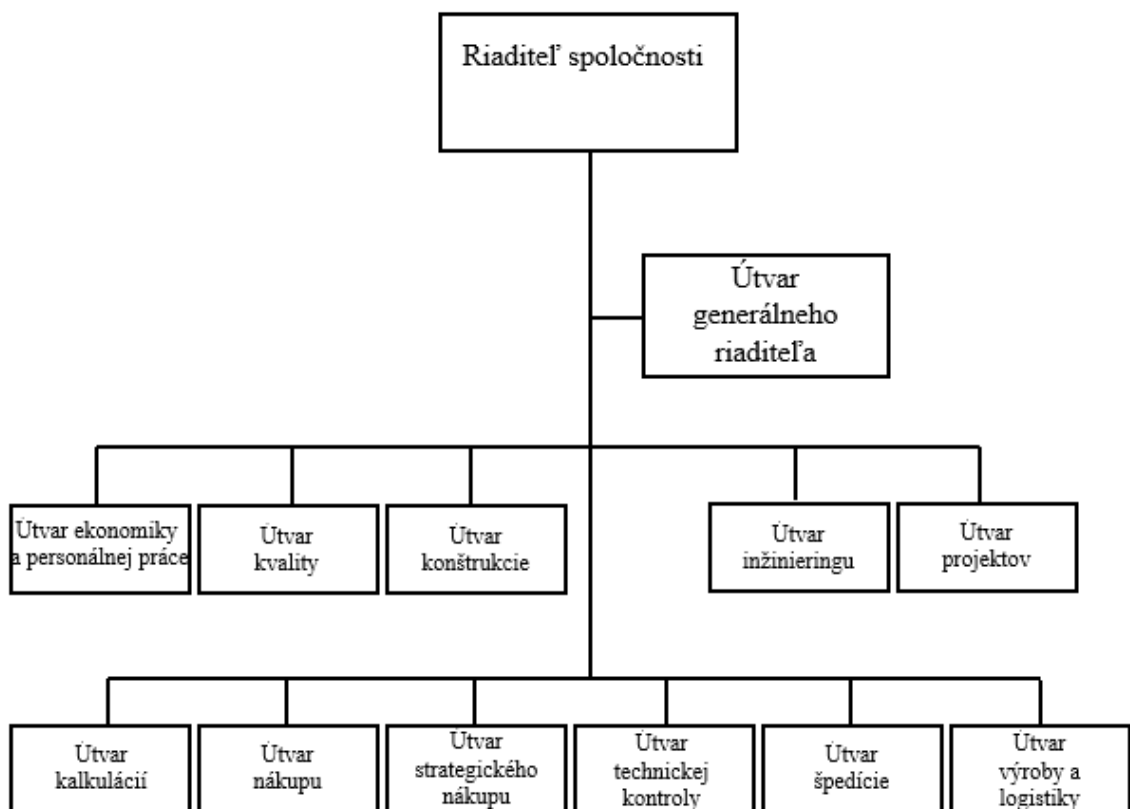 Riaditeľ spoločnosti
Útvar
generálneho
riaditeľa
Útvar ekonomiky
a personálnej práce
Útvar
kvality
Útvar
konštrukcie
Útvar
inžinieringu
Útvar
projektov
Útvar
kalkulácií
Útvar
nákupu
Útvar
strategického
nákupu
Útvar
technickej
kontroly
Útvar
špedície
Útvar
výroby a
logistiky